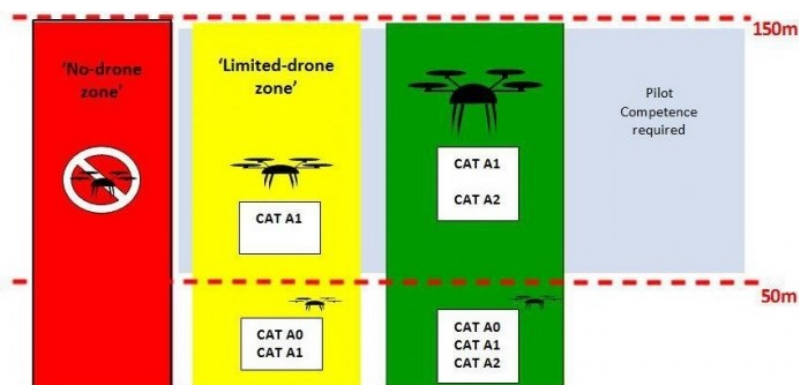 150m
'No-drone
zone'
'Limited-drone
zone'
Pilot
Competence
required
CAT A1
CAT A1
CAT A2
50m
CAT A0
CAT A1
CAT A0
CAT A1
CAT A2